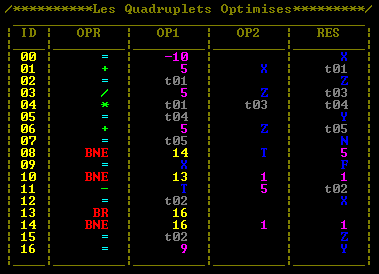 /**********Les Quadruplets Optimises*********/
ID OPR OP1 OP2 RES
00 = -10 X
01 + 5 X t01
02 = t01 Z
03 / 5 Z t03
04 * t01 t03 t04
05 = t04 Y
06 + 5 Z t05
07 = t05 N
08 BNE 14 I 5
09 = X F
10 BNE 13 1 1
11 - I 5 t02
12 = t02 X
13 BR 16
14 BNE 16 1 1
15 = t02 Z
16 = 9 Y